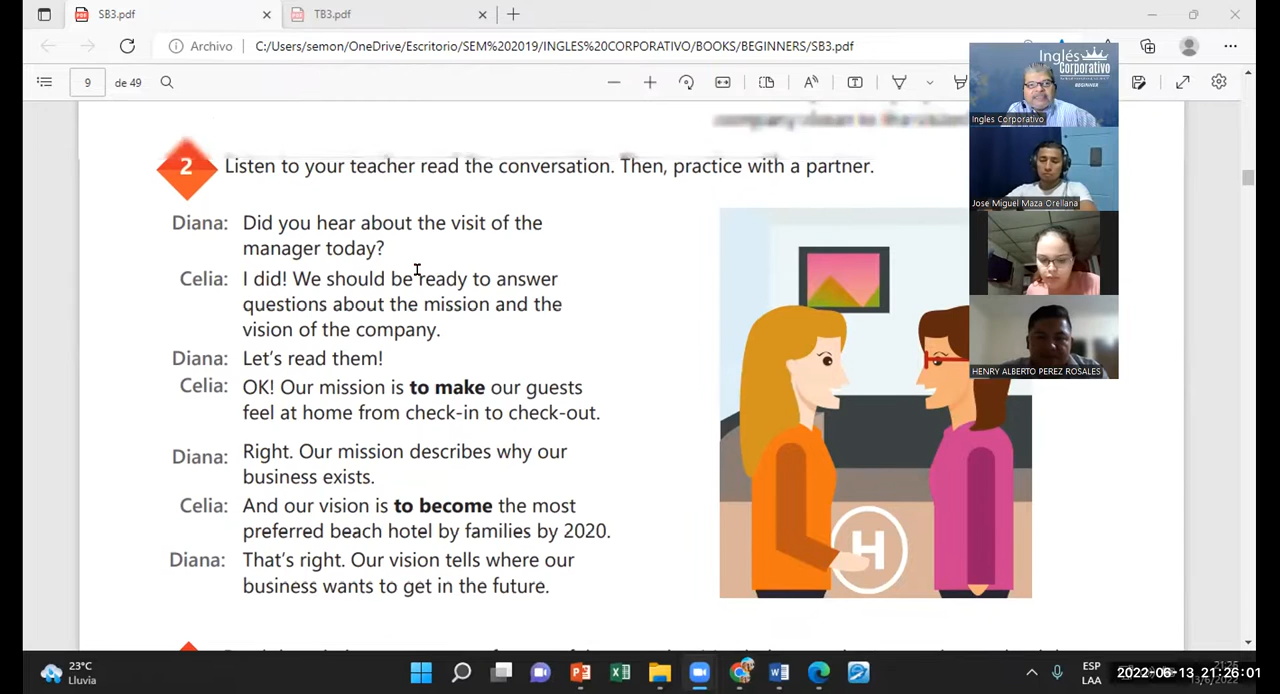 SB3.pdf
TB3.pdf
Archivo
C:/Users/semon/OneDrive/Escritorio/SEM%202019/INGLES%20CORPORATIVO/BOOKS/BEGINNERS/SB3.pdf
9 de 49
Inglés
Corporativo
BEGINNER
Ingles Corporativo
Jose Miguel Maza Orellana
HENRY ALBERTO PEREZ ROSALES
2 Listen to your teacher read the conversation. Then, practice with a partner.
Diana: Did you hear about the visit of the
manager today?
Celia: I did! We should be ready to answer
questions about the mission and the
vision of the company.
Diana: Let's read them!
Celia: OK! Our mission is to make our guests
feel at home from check-in to check-out.
Diana: Right. Our mission describes why our
business exists.
Celia: And our vision is to become the most
preferred beach hotel by families by 2020.
Diana: That's right. Our vision tells where our
business wants to get in the future.
H
23°C
Lluvia
ESP
LAA
2022-06-13 21:26:01